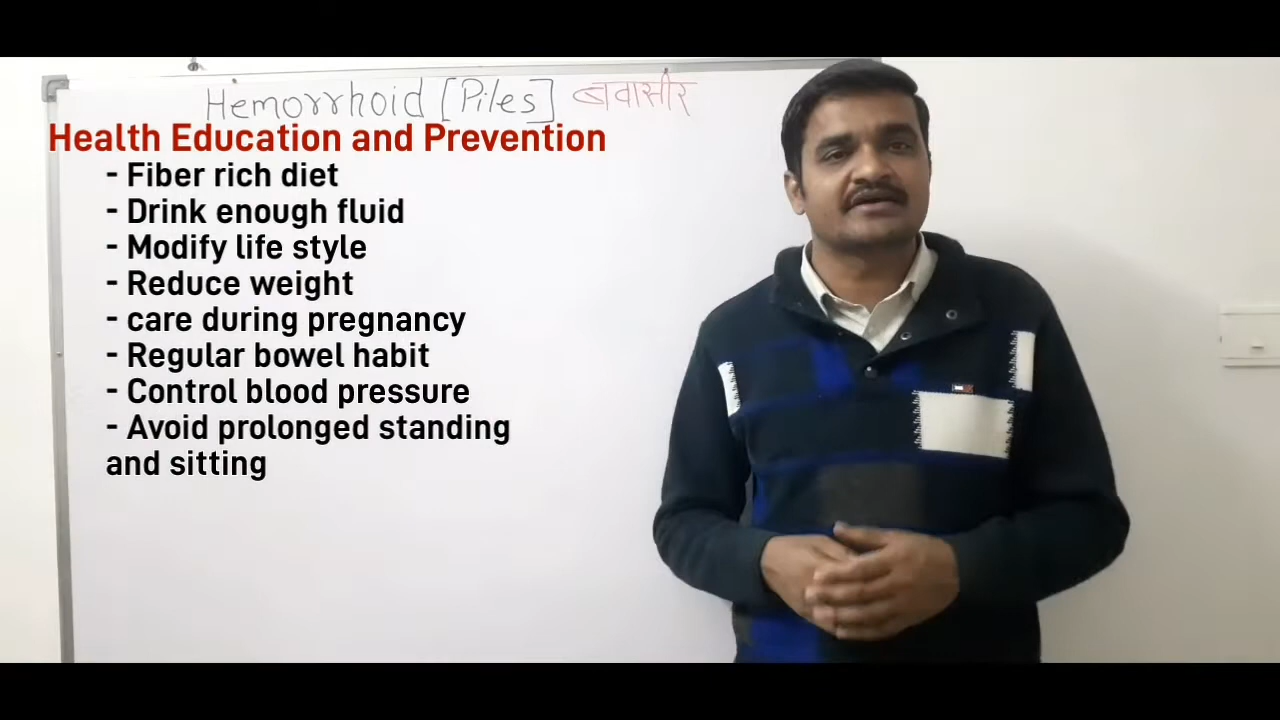 Hemorrhoid [Piles] बवासीर
Health Education and Prevention
- Fiber rich diet
- Drink enough fluid
- Modify life style
- Reduce weight
- care during pregnancy
- Regular bowel habit
- Control blood pressure
- Avoid prolonged standing
and sitting